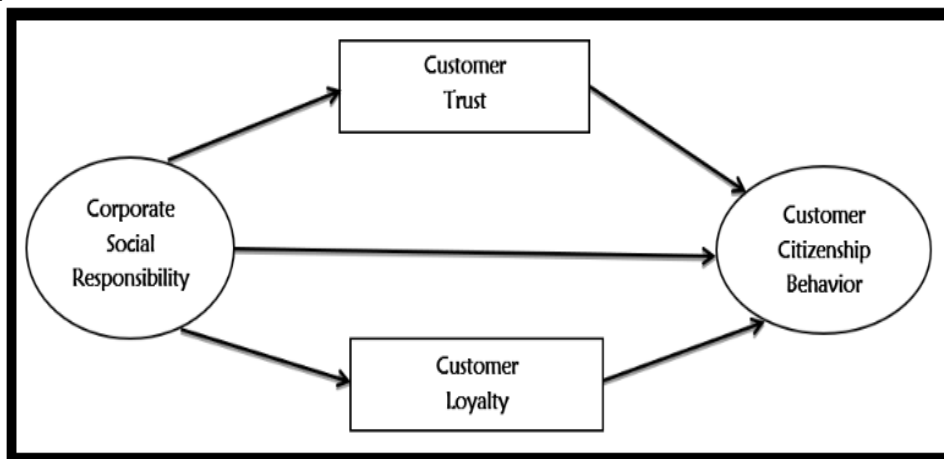 Customer
Trust
Corporate
Social
Responsibility
Customer
Citizenship
Behavior
Customer
Loyalty